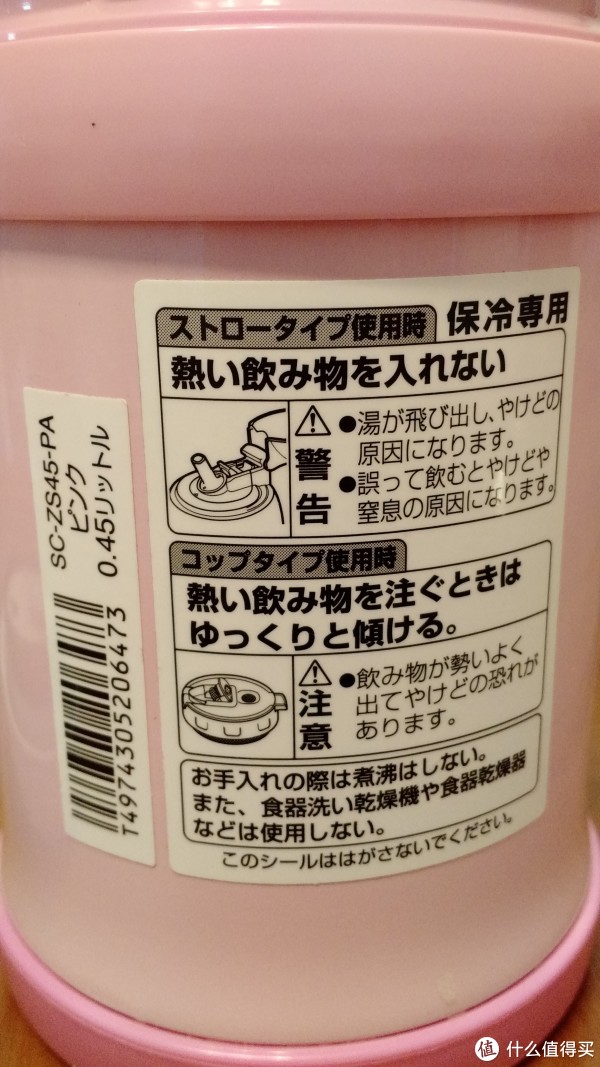 ストロータイプ使用時 保冷専用
熱い飲み物を入れない
警告
●湯が飛び出し、やけどの
原因になります。
●誤って飲むとやけどや
窒息の原因になります。
コップタイプ使用時
熱い飲み物を注ぐときは
ゆっくりと傾ける。
注意
●飲み物が勢いよく
出てやけどの恐れが
あります。
お手入れの際は煮沸はしない。
また、食器洗い乾燥機や食器乾燥器
などは使用しない。
このシールははがさないでください。
SC-ZS45-PA
ピンク
0.45リットル
T4974305206473
值 什么值得买